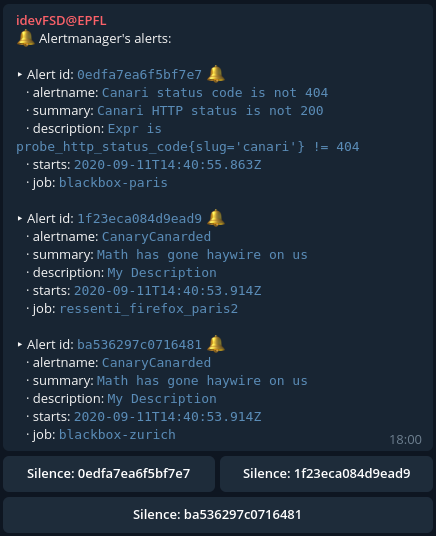 idevFSD@EPFL
🔔 Alertmanager's alerts:
‣ Alert id: 0edfa7ea6f5bf7e7 🔔
· alertname: Canari status code is not 404
· summary: Canari HTTP status is not 200
· description: Expr is
probe_http_status_code{slug='canari'} != 404
· starts: 2020-09-11T14:40:55.863Z
· job: blackbox-paris
‣ Alert id: 1f23eca084d9ead9 🔔
· alertname: CanaryCanarded
· summary: Math has gone haywire on us
· description: My Description
· starts: 2020-09-11T14:40:53.914Z
· job: ressenti_firefox_paris2
‣ Alert id: ba536297c0716481 🔔
· alertname: CanaryCanarded
· summary: Math has gone haywire on us
· description: My Description
· starts: 2020-09-11T14:40:53.914Z
· job: blackbox-zurich
18:00
Silence: 0edfa7ea6f5bf7e7
Silence: 1f23eca084d9ead9
Silence: ba536297c0716481